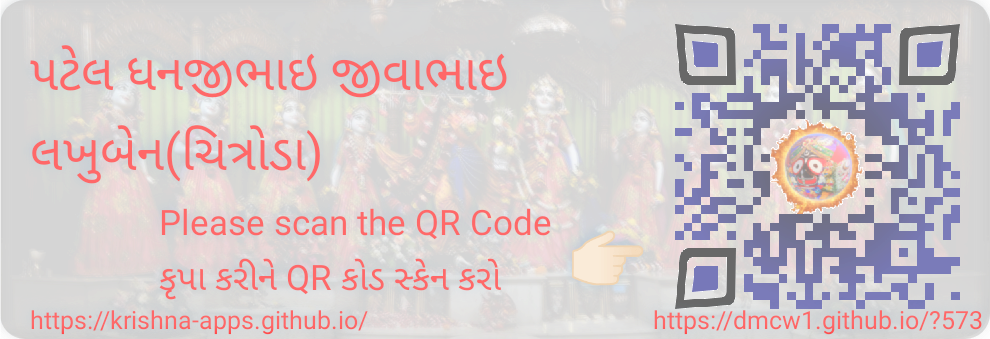 પટેલ ધનજીભાઇ જીવાભાઇ
લખુબેન(ચિત્રોડા)
Please scan the QR Code
કૃપા કરીને QR કોડ સ્કેન કરો
https://krishna-apps.github.io/
https://dmcw1.github.io/?573